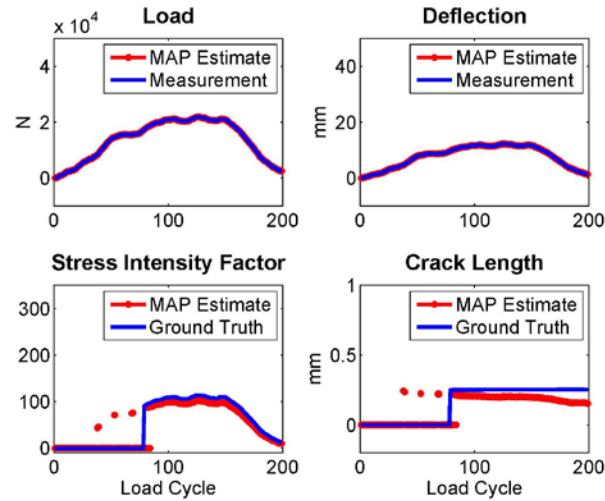 Load
Deflection
x 10⁴
4
2
0
N
MAP Estimate
Measurement
0 100 200
40
20
0
mm
MAP Estimate
Measurement
0 100 200
Stress Intensity Factor
Crack Length
300
200
100
0
MAP Estimate
Ground Truth
0 100 200
Load Cycle
1
0.5
0
mm
MAP Estimate
Ground Truth
0 100 200
Load Cycle